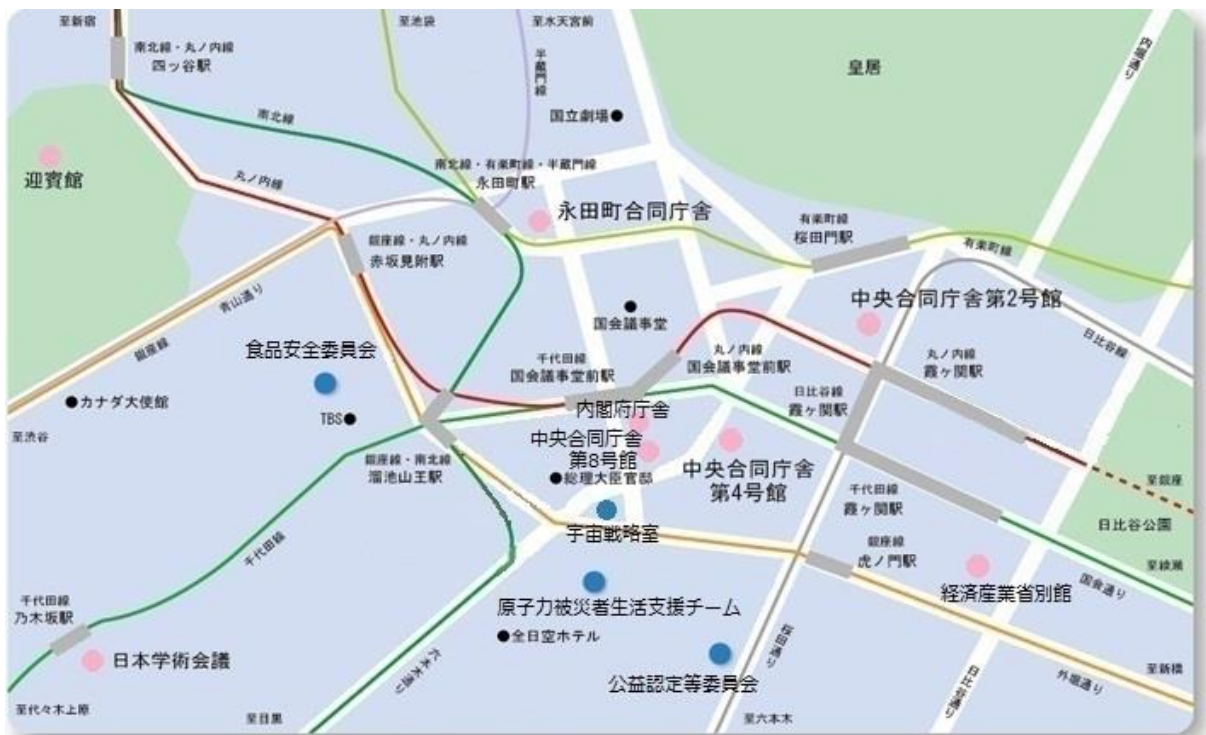 至新宿
至池袋
至水天宮前
南北線・丸ノ内線
四ッ谷駅
半蔵門線
内堀通り
皇居
南北線
国立劇場●
迎賓館
丸ノ内線
南北線・有楽町線・半蔵門線
永田町駅
永田町合同庁舎
有楽町線
桜田門駅
有楽町線
銀座線・丸ノ内線
赤坂見附駅
青山通り
銀座線
中央合同庁舎第2号館
国会議事堂
日比谷線
食品安全委員会
千代田線
国会議事堂前駅
丸ノ内線
国会議事堂前駅
丸ノ内線
霞ヶ関駅
日比谷線
霞ヶ関駅
●カナダ大使館
TBS●
内閣府庁舎
中央合同庁舎
第8号館
至渋谷
銀座線・南北線
溜池山王駅
●総理大臣官邸
中央合同庁舎
第4号館
千代田線
霞ヶ関駅
至銀座
日比谷公園
宇宙戦略室
銀座線
虎ノ門駅
千代田線
至綾瀬
国会通り
経済産業省別館
原子力被災者生活支援チーム
千代田線
乃木坂駅
●全日空ホテル
日本学術会議
六本木通り
桜田通り
公益認定等委員会
日比谷通り
外堀通り
至新橋
至代々木上原
至目黒
至六本木